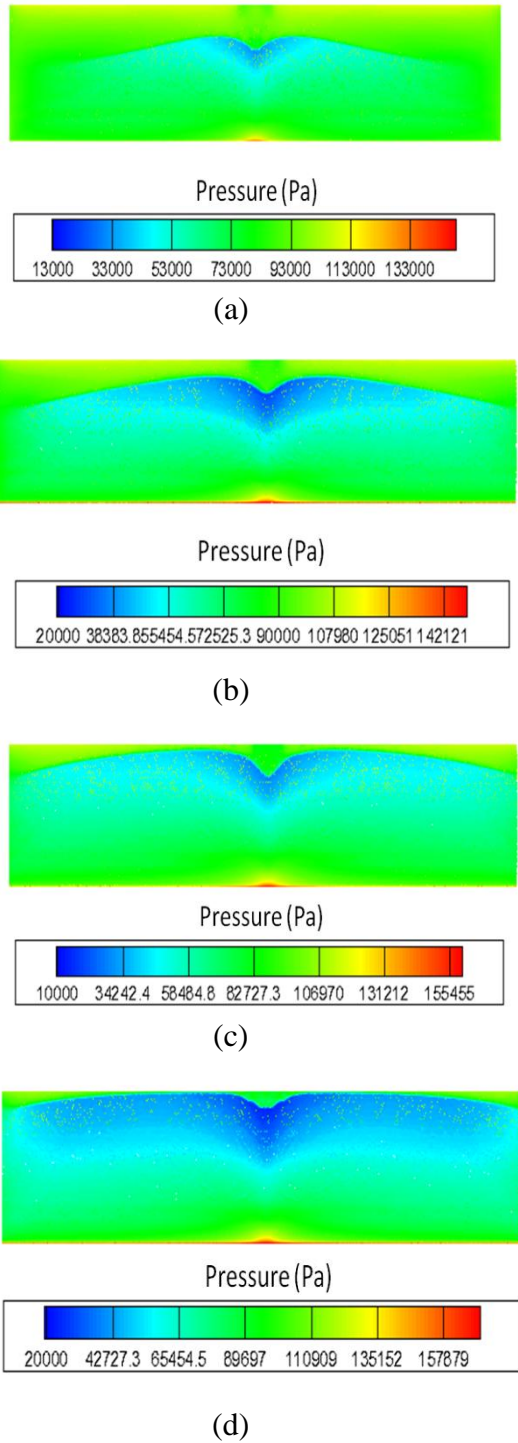 Pressure (Pa)
13000 33000 53000 73000 93000 113000 133000
(a)
Pressure (Pa)
20000 38383.855454.572525.3 90000 107980 125051 142121
(b)
Pressure (Pa)
10000 34242.4 58484.8 82727.3 106970 131212 155455
(c)
Pressure (Pa)
20000 42727.3 65454.5 89697 110909 135152 157879
(d)